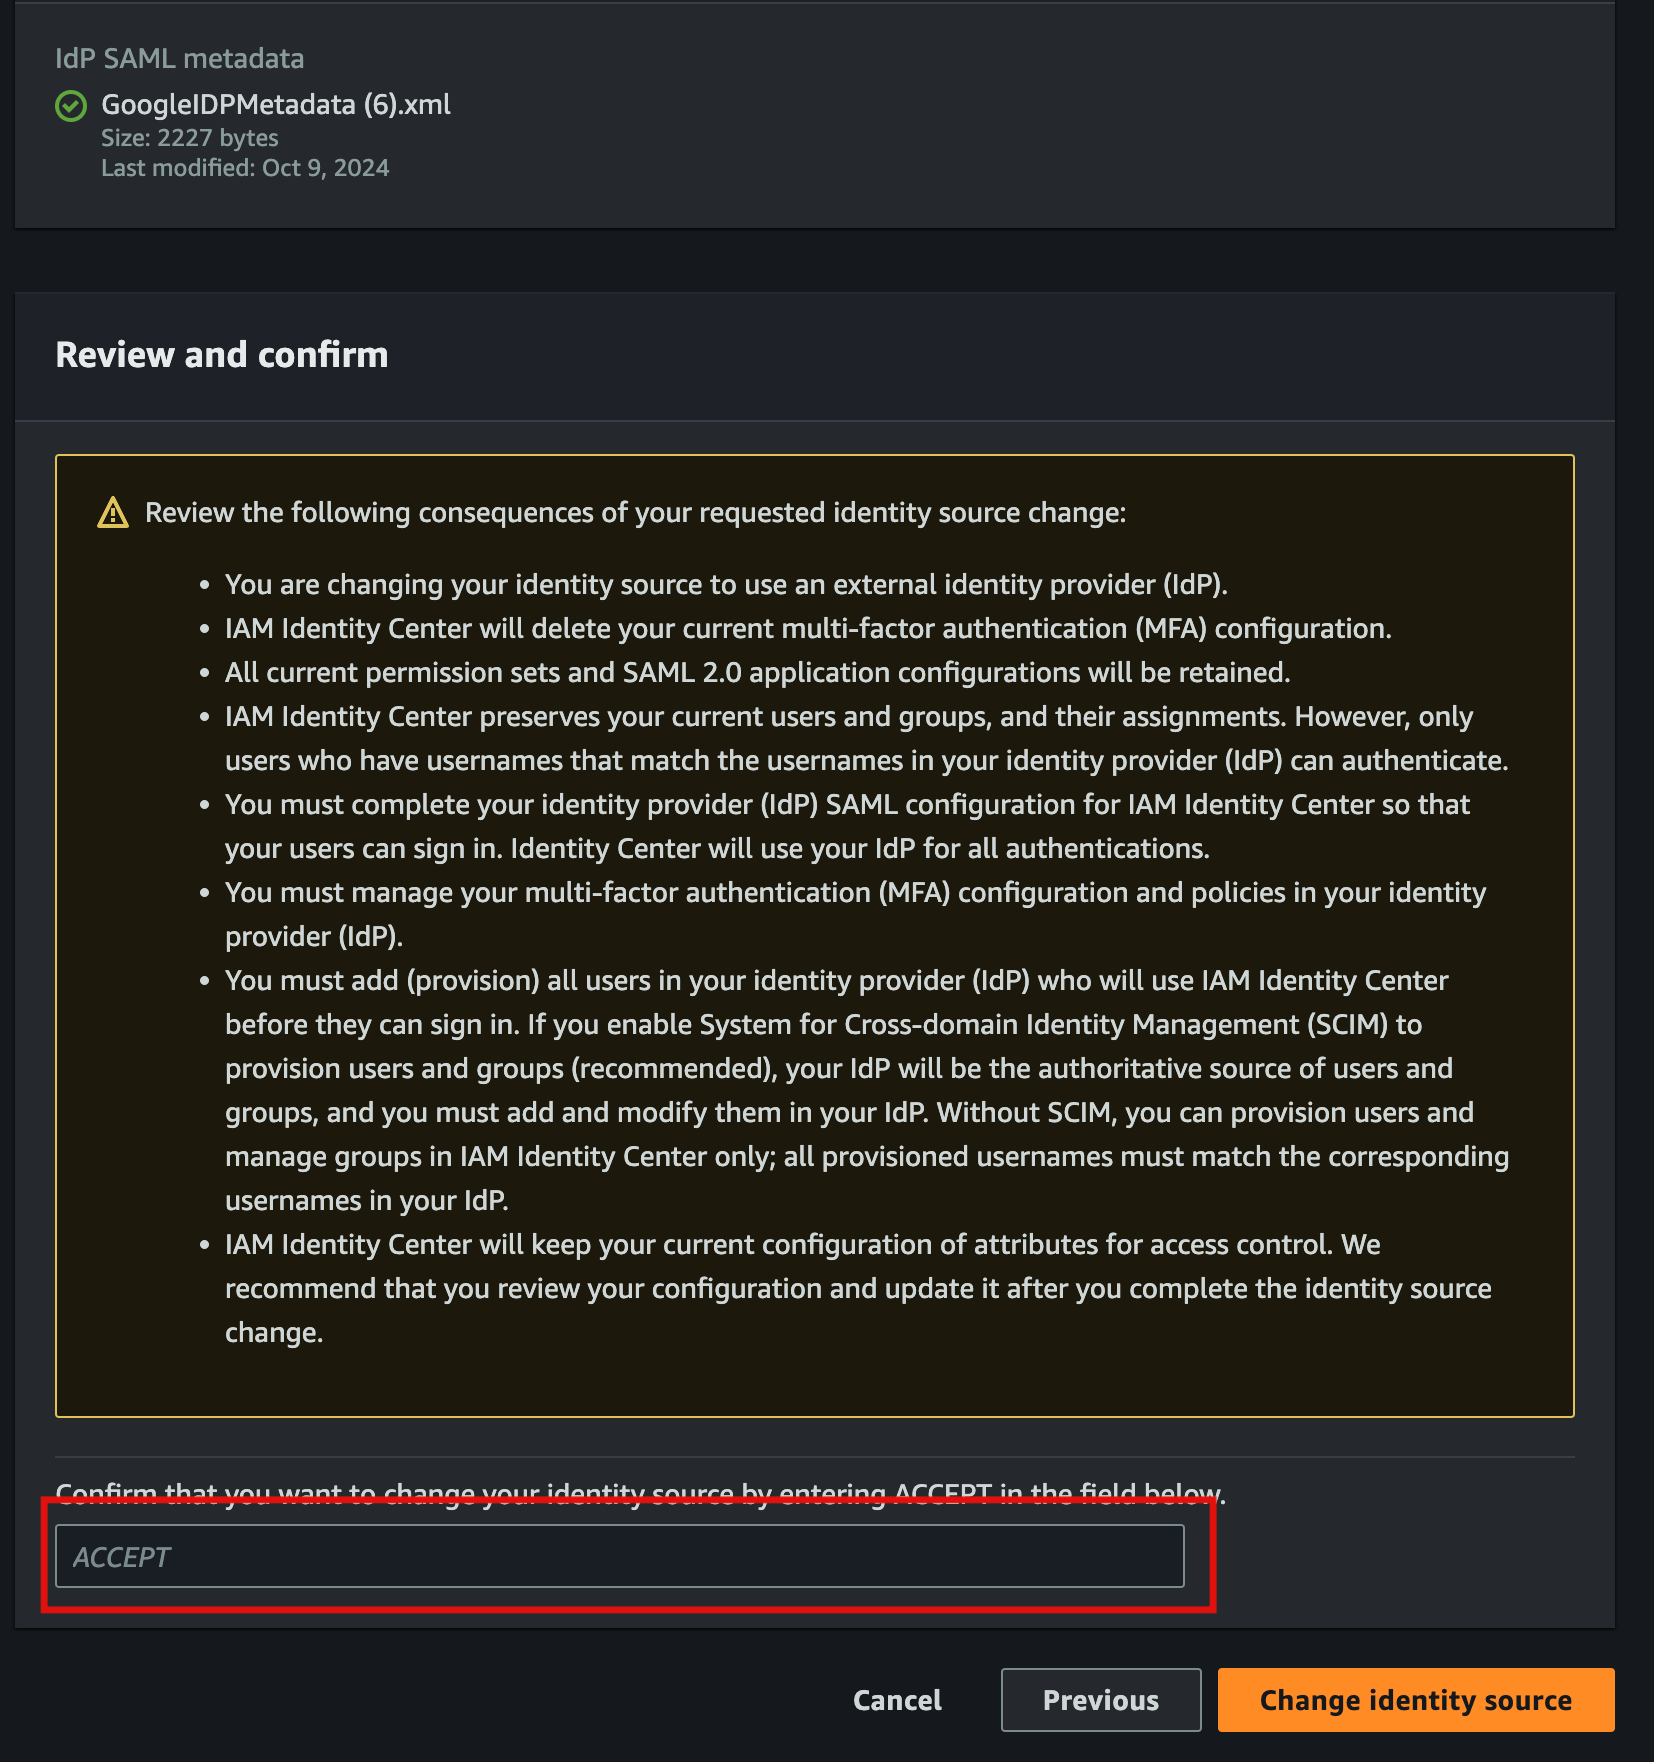 IdP SAML metadata
GoogleIDPMetadata (6).xml
Size: 2227 bytes
Last modified: Oct 9, 2024
Review and confirm
Review the following consequences of your requested identity source change:
• You are changing your identity source to use an external identity provider (IdP).
• IAM Identity Center will delete your current multi-factor authentication (MFA) configuration.
• All current permission sets and SAML 2.0 application configurations will be retained.
• IAM Identity Center preserves your current users and groups, and their assignments. However, only
users who have usernames that match the usernames in your identity provider (IdP) can authenticate.
• You must complete your identity provider (IdP) SAML configuration for IAM Identity Center so that
your users can sign in. Identity Center will use your IdP for all authentications.
• You must manage your multi-factor authentication (MFA) configuration and policies in your identity
provider (IdP).
• You must add (provision) all users in your identity provider (IdP) who will use IAM Identity Center
before they can sign in. If you enable System for Cross-domain Identity Management (SCIM) to
provision users and groups (recommended), your IdP will be the authoritative source of users and
groups, and you must add and modify them in your IdP. Without SCIM, you can provision users and
manage groups in IAM Identity Center only; all provisioned usernames must match the corresponding
usernames in your IdP.
• IAM Identity Center will keep your current configuration of attributes for access control. We
recommend that you review your configuration and update it after you complete the identity source
change.
Confirm that you want to change your identity source by entering ACCEPT in the field below.
ACCEPT
Cancel
Previous
Change identity source